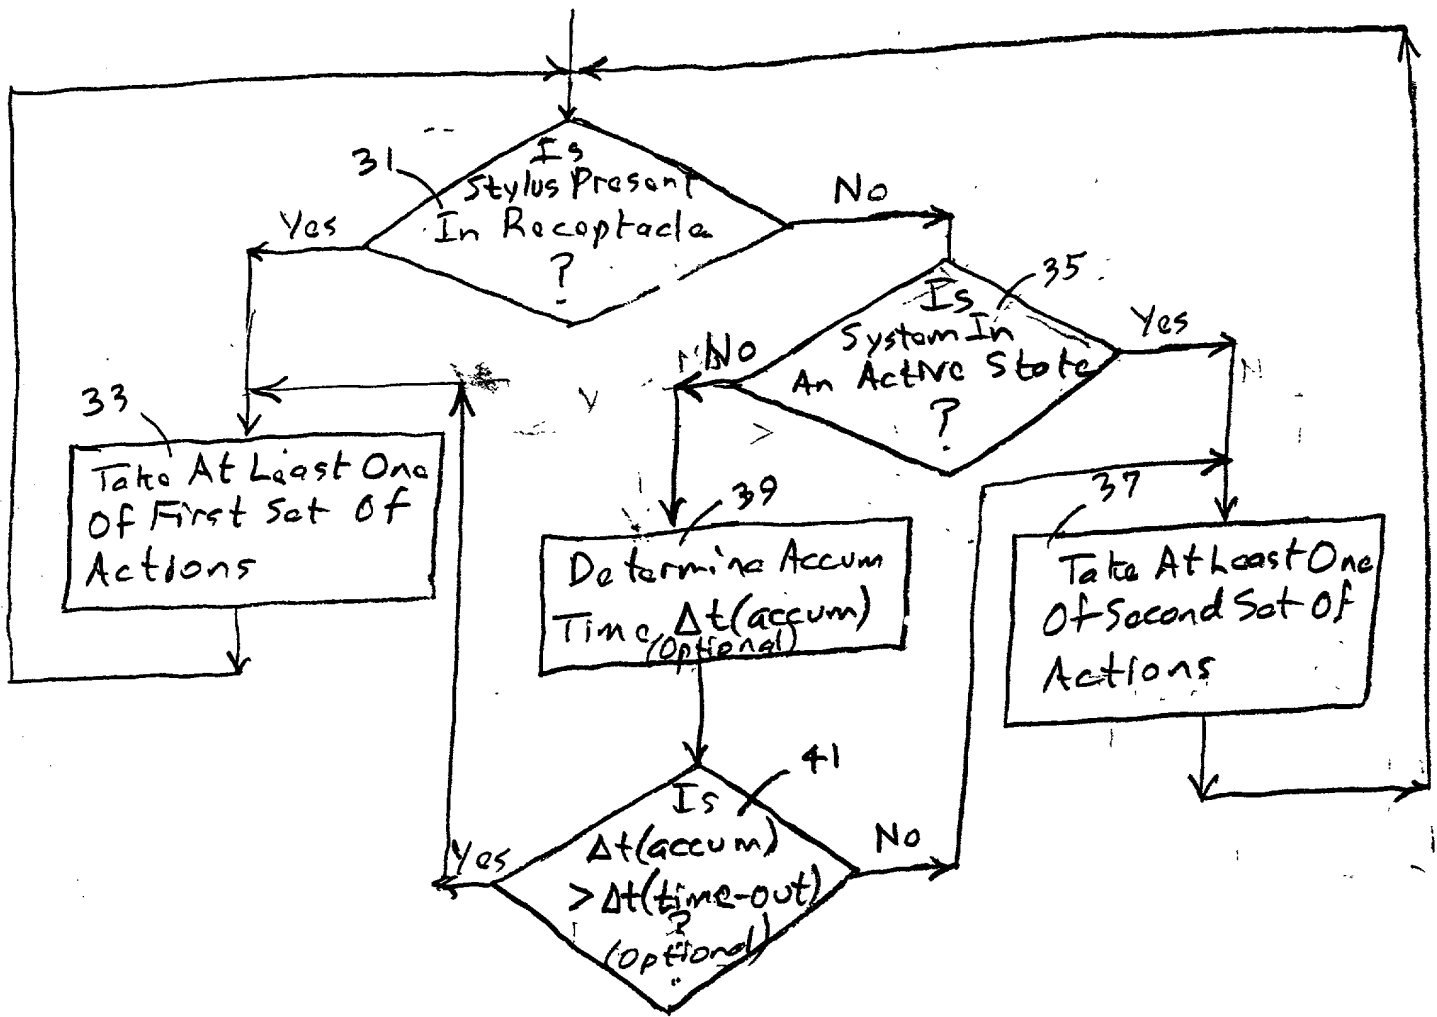 31
Is
Stylus Present
In Receptacle
?
Yes
No
35
Is
System In
An Active State
?
No
Yes
33
Take At Least One
Of First Set Of
Actions
39
Determine Accum
Time Δt(accum)
(Optional)
37
Take At Least One
Of Second Set Of
Actions
41
Is
Δt(accum)
> Δt(time-out)
?
(Optional)
Yes
No